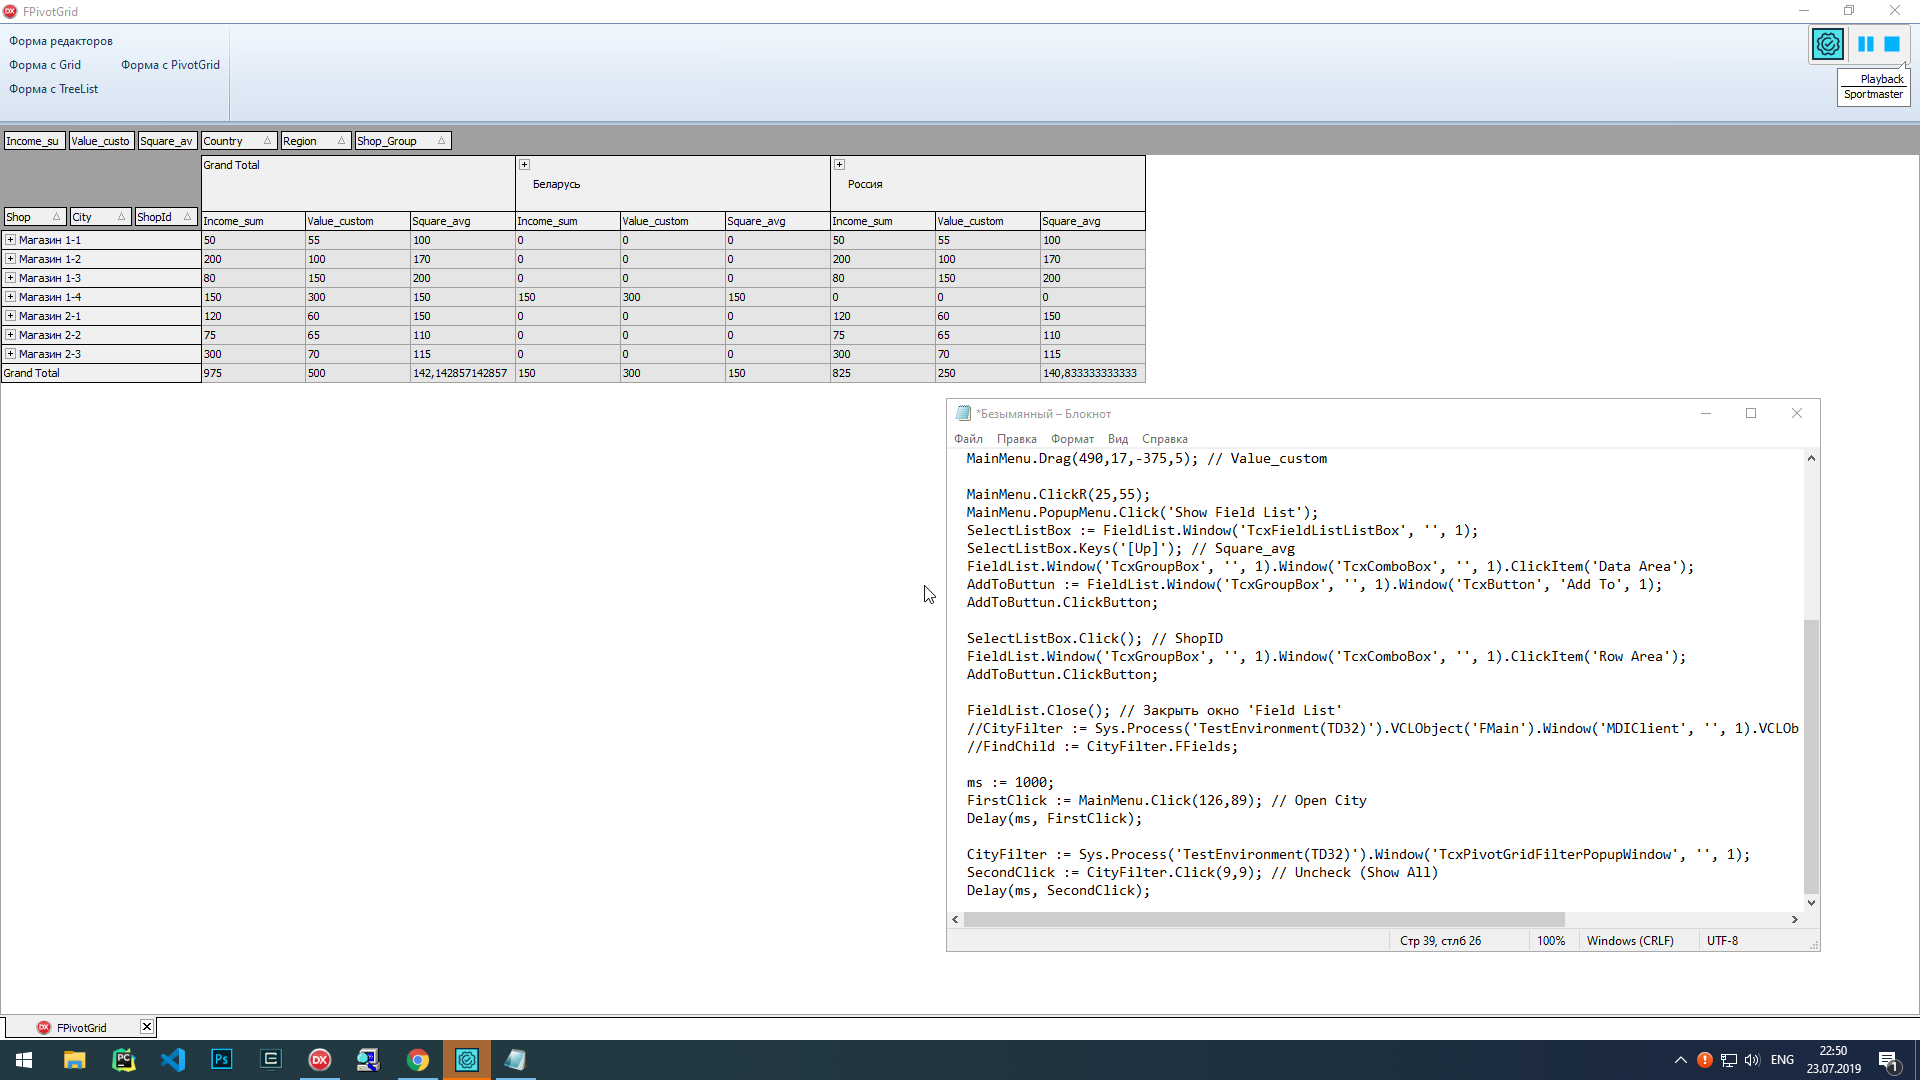 FPivotGrid
Форма редакторов
Форма с Grid
Форма с PivotGrid
Форма с TreeList
Playback
Sportmaster
Income_su Value_custo Square_av Country Region Shop_Group
Grand Total
Беларусь
Россия
Shop City ShopId
Income_sum Value_custom Square_avg Income_sum Value_custom Square_avg Income_sum Value_custom Square_avg
Магазин 1-1 50 55 100 0 0 0 50 55 100
Магазин 1-2 200 100 170 0 0 0 200 100 170
Магазин 1-3 80 150 200 0 0 0 80 150 200
Магазин 1-4 150 300 150 150 300 150 0 0 0
Магазин 2-1 120 60 150 0 0 0 120 60 150
Магазин 2-2 75 65 110 0 0 0 75 65 110
Магазин 2-3 300 70 115 0 0 0 300 70 115
Grand Total 975 500 142,142857142857 150 300 150 825 250 140,833333333333
*Безымянный – Блокнот
Файл Правка Формат Вид Справка
MainMenu.Drag(490,17,-375,5); // Value_custom
MainMenu.ClickR(25,55);
MainMenu.PopupMenu.Click('Show Field List');
SelectListBox := FieldList.Window('TcxFieldListListBox', '', 1);
SelectListBox.Keys('[Up]'); // Square_avg
FieldList.Window('TcxGroupBox', '', 1).Window('TcxComboBox', '', 1).ClickItem('Data Area');
AddToButtun := FieldList.Window('TcxGroupBox', '', 1).Window('TcxButton', 'Add To', 1);
AddToButtun.ClickButton;
SelectListBox.Click(); // ShopID
FieldList.Window('TcxGroupBox', '', 1).Window('TcxComboBox', '', 1).ClickItem('Row Area');
AddToButtun.ClickButton;
FieldList.Close(); // Закрыть окно 'Field List'
//CityFilter := Sys.Process('TestEnvironment(TD32)').VCLObject('FMain').Window('MDIClient', '', 1).VCLOb
//FindChild := CityFilter.FFields;
ms := 1000;
FirstClick := MainMenu.Click(126,89); // Open City
Delay(ms, FirstClick);
CityFilter := Sys.Process('TestEnvironment(TD32)').Window('TcxPivotGridFilterPopupWindow', '', 1);
SecondClick := CityFilter.Click(9,9); // Uncheck (Show All)
Delay(ms, SecondClick);
Стр 39, стлб 26 100% Windows (CRLF) UTF-8
DX FPivotGrid
PC Ps DX ENG 22:50
23.07.2019
1